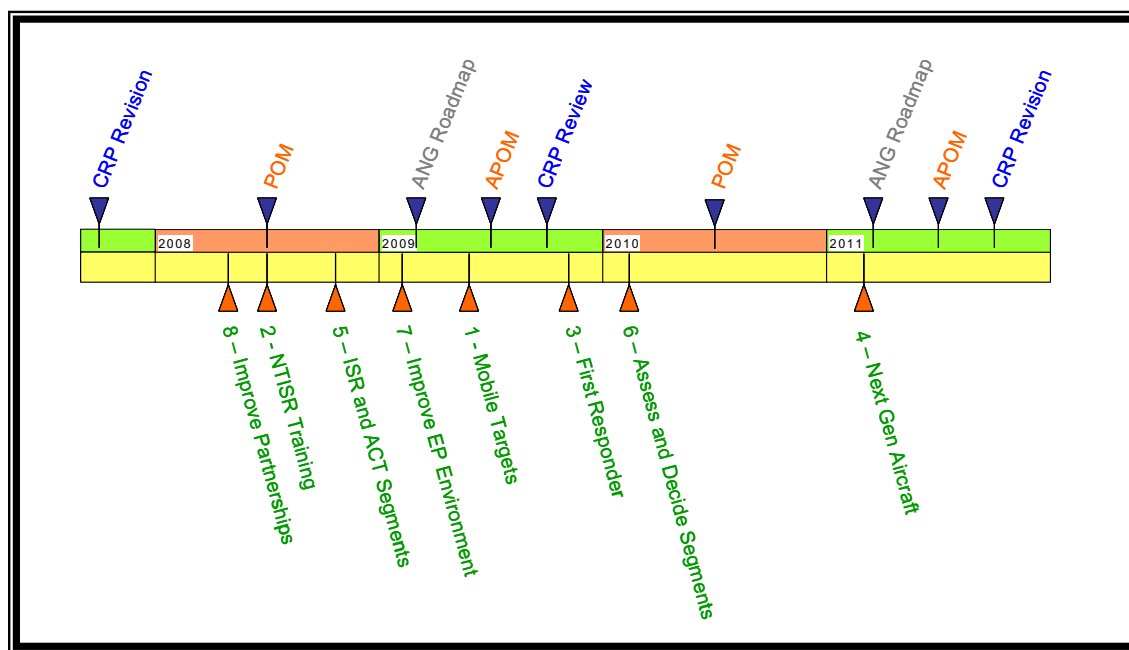 CRP Revision
POM
ANG Roadmap
APOM
CRP Review
POM
ANG Roadmap
APOM
CRP Revision
2008
2009
2010
2011
8 – Improve Partnerships
2 - NTISR Training
5 – ISR and ACT Segments
7 – Improve EP Environment
1 - Mobile Targets
3 – First Responder
6 – Assess and Decide Segments
4 – Next Gen Aircraft